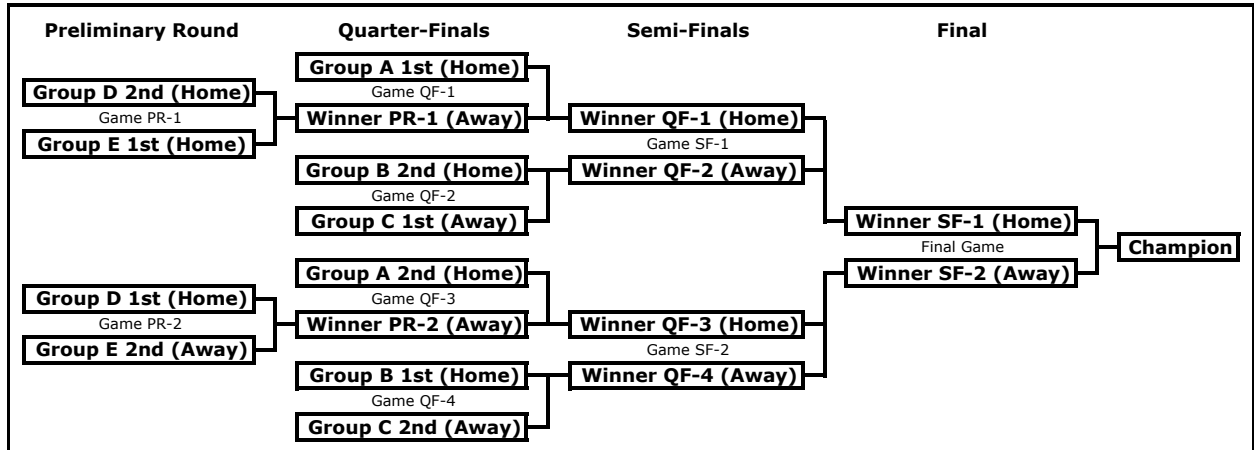 Preliminary Round Quarter-Finals Semi-Finals Final
Group A 1st (Home)
Group D 2nd (Home) Game QF-1
Game PR-1 Winner PR-1 (Away) Winner QF-1 (Home)
Group E 1st (Home) Game SF-1
Group B 2nd (Home) Winner QF-2 (Away)
Game QF-2
Group C 1st (Away) Winner SF-1 (Home)
Final Game Champion
Group A 2nd (Home) Winner SF-2 (Away)
Group D 1st (Home) Game QF-3
Game PR-2 Winner PR-2 (Away) Winner QF-3 (Home)
Group E 2nd (Away) Game SF-2
Group B 1st (Home) Winner QF-4 (Away)
Game QF-4
Group C 2nd (Away)